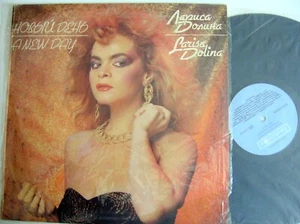 НОВЫЙ ДЕНЬ
A NEW DAY
Лариса
Долина
Larisa
Dolina